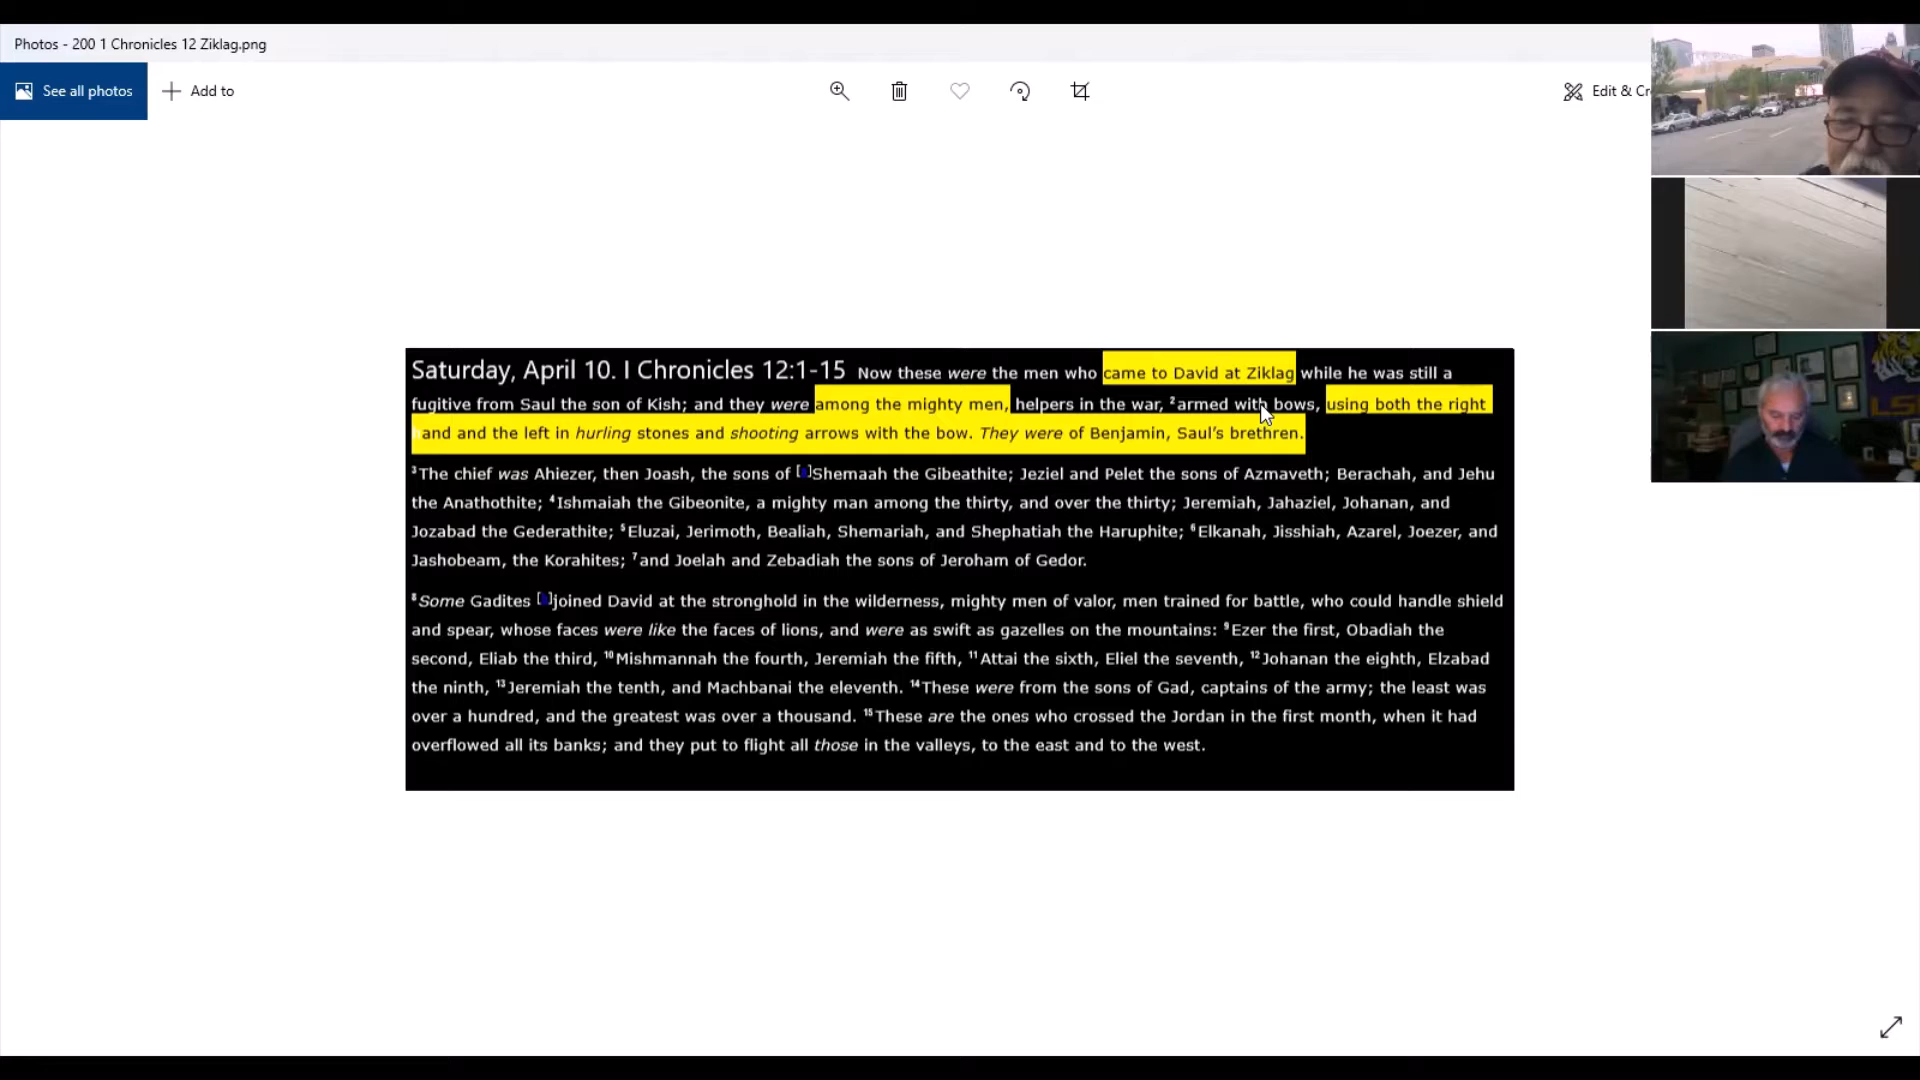 Photos - 200 1 Chronicles 12 Ziklag.png
See all photos
Add to
Edit & Cr
Saturday, April 10. I Chronicles 12:1-15 Now these were the men who came to David at Ziklag while he was still a
fugitive from Saul the son of Kish; and they were among the mighty men, helpers in the war, ²armed with bows, using both the right
hand and the left in hurling stones and shooting arrows with the bow. They were of Benjamin, Saul's brethren.
³The chief was Ahiezer, then Joash, the sons of []Shemaah the Gibeathite; Jeziel and Pelet the sons of Azmaveth; Berachah, and Jehu
the Anathothite; ⁴Ishmaiah the Gibeonite, a mighty man among the thirty, and over the thirty; Jeremiah, Jahaziel, Johanan, and
Jozabad the Gederathite; ⁵Eluzai, Jerimoth, Bealiah, Shemariah, and Shephatiah the Haruphite; ⁶Elkanah, Jisshiah, Azarel, Joezer, and
Jashobeam, the Korahites; ⁷and Joelah and Zebadiah the sons of Jeroham of Gedor.
⁸Some Gadites []joined David at the stronghold in the wilderness, mighty men of valor, men trained for battle, who could handle shield
and spear, whose faces were like the faces of lions, and were as swift as gazelles on the mountains: ⁹Ezer the first, Obadiah the
second, Eliab the third, ¹⁰Mishmannah the fourth, Jeremiah the fifth, ¹¹Attai the sixth, Eliel the seventh, ¹²Johanan the eighth, Elzabad
the ninth, ¹³Jeremiah the tenth, and Machbanai the eleventh. ¹⁴These were from the sons of Gad, captains of the army; the least was
over a hundred, and the greatest was over a thousand. ¹⁵These are the ones who crossed the Jordan in the first month, when it had
overflowed all its banks; and they put to flight all those in the valleys, to the east and to the west.